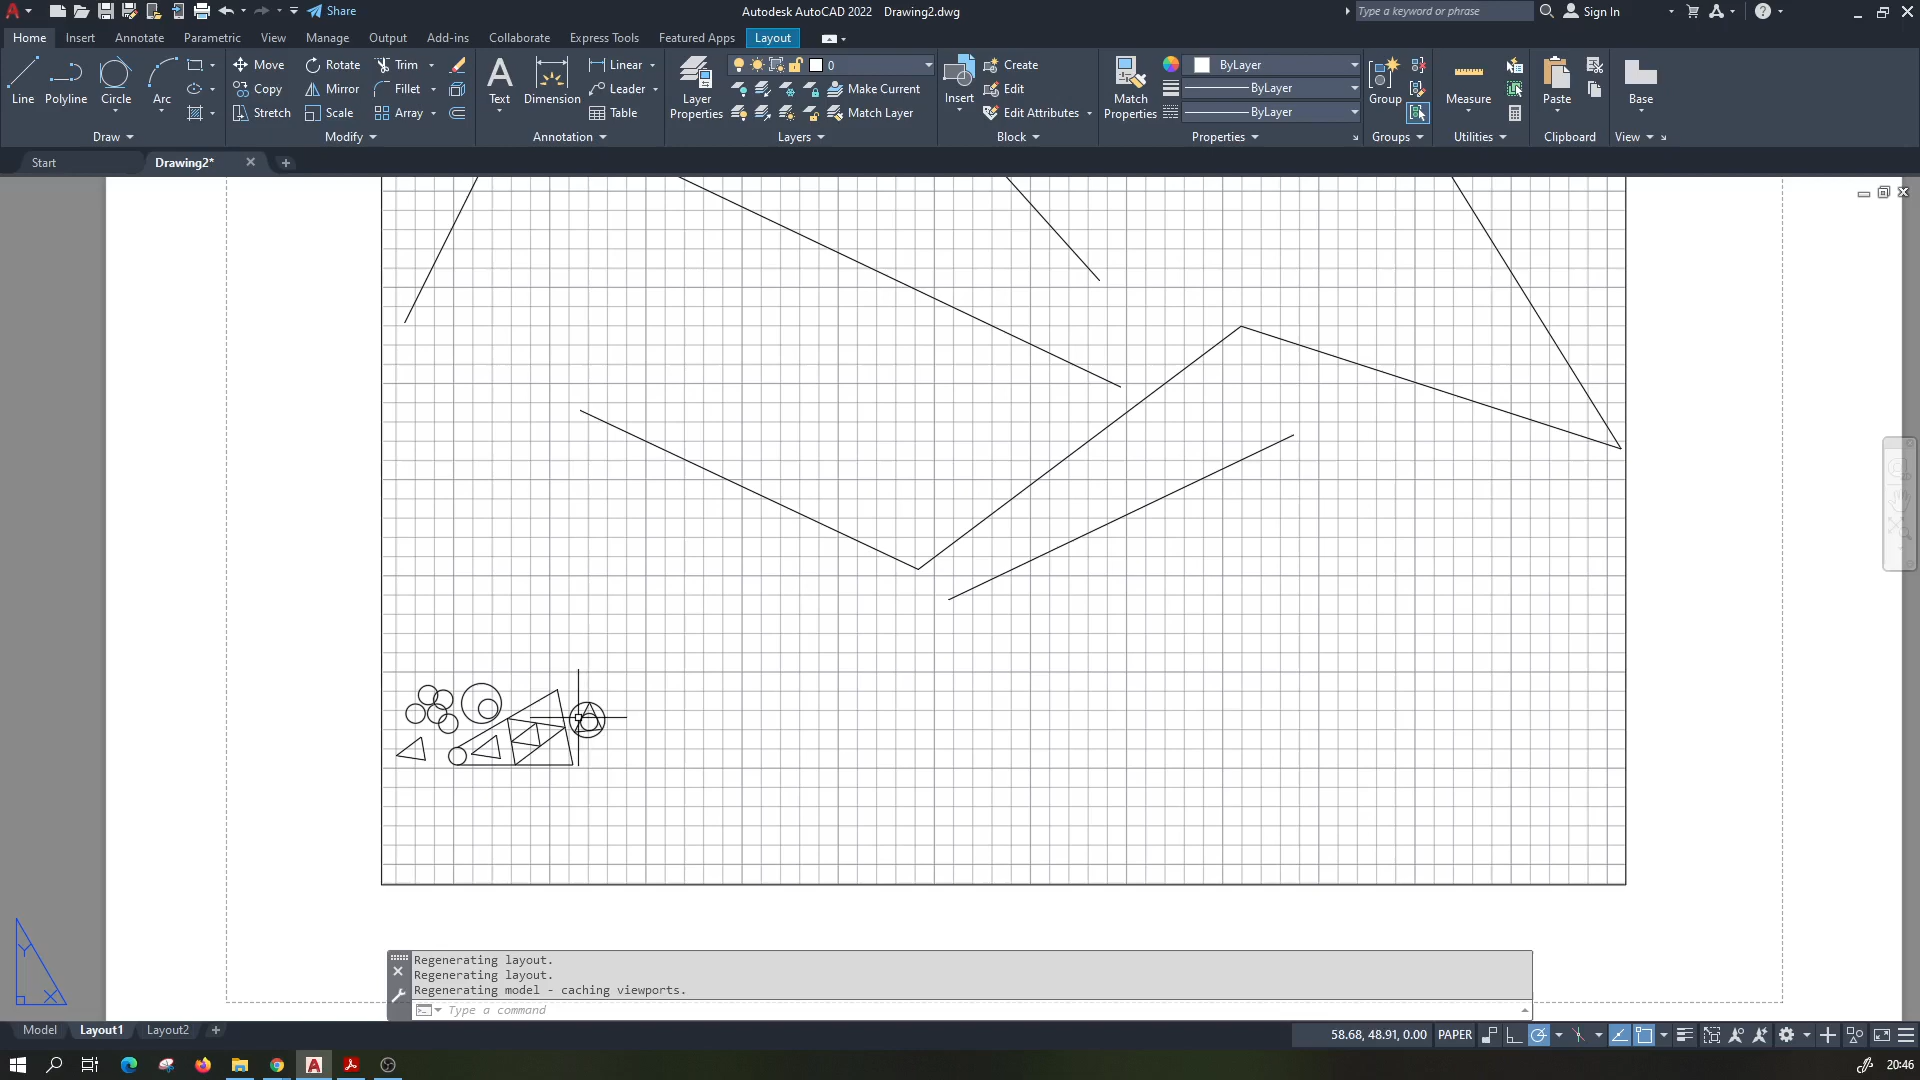 Share
Autodesk AutoCAD 2022 Drawing2.dwg
Type a keyword or phrase
Sign In
Home Insert Annotate Parametric View Manage Output Add-ins Collaborate Express Tools Featured Apps Layout
Line
Polyline
Circle
Arc
Draw
Move Rotate Trim
Copy Mirror Fillet
Stretch Scale Array
Modify
Text
Dimension
Linear
Leader
Table
Annotation
Layer
Properties
0
Make Current
Match Layer
Layers
Insert
Create
Edit
Edit Attributes
Block
Match
Properties
ByLayer
ByLayer
ByLayer
Properties
Group
Groups
Measure
Utilities
Paste
Clipboard
Base
View
Start Drawing2*
Y
X
Regenerating layout.
Regenerating layout.
Regenerating model - caching viewports.
Type a command
Model Layout1 Layout2
58.68, 48.91, 0.00 PAPER
20:46